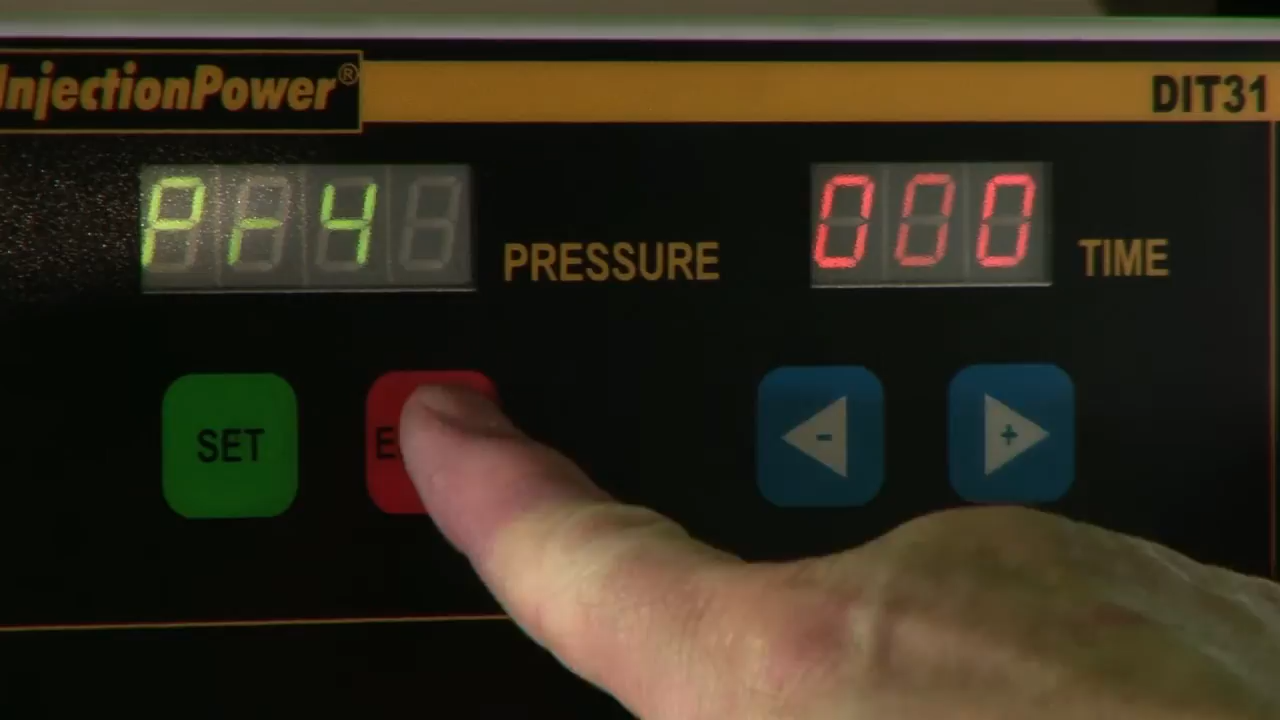 InjectionPower®
DIT31
Pr4
PRESSURE
000
TIME
SET
-
+